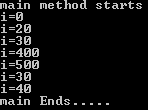 main method starts
i=0
i=20
i=30
i=400
i=500
i=30
i=40
main Ends.....